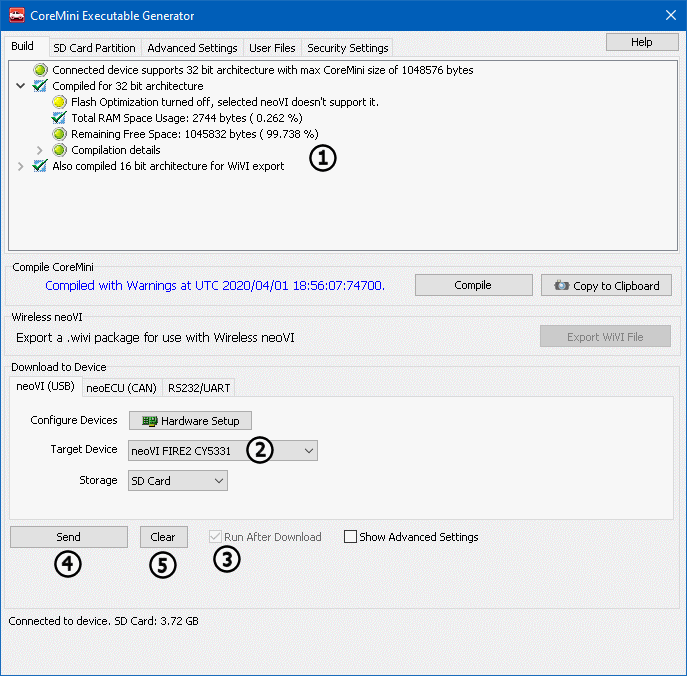 CoreMini Executable Generator
Build SD Card Partition Advanced Settings User Files Security Settings Help
Connected device supports 32 bit architecture with max CoreMini size of 1048576 bytes
Compiled for 32 bit architecture
Flash Optimization turned off, selected neoVI doesn't support it.
Total RAM Space Usage: 2744 bytes ( 0.262 %)
Remaining Free Space: 1045832 bytes ( 99.738 %)
Compilation details
Also compiled 16 bit architecture for WiVI export
1
Compile CoreMini
Compiled with Warnings at UTC 2020/04/01 18:56:07:74700. Compile Copy to Clipboard
Wireless neoVI
Export a .wivi package for use with Wireless neoVI Export WiVI File
Download to Device
neoVI (USB) neoECU (CAN) RS232/UART
Configure Devices Hardware Setup
Target Device neoVI FIRE2 CY5331 2
Storage SD Card
Send Clear Run After Download Show Advanced Settings
4 5 3
Connected to device. SD Card: 3.72 GB